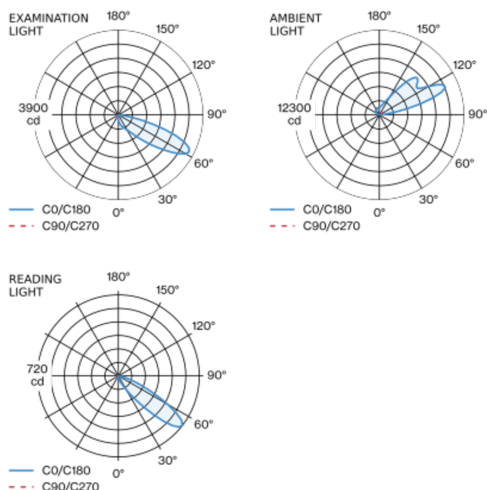 EXAMINATION
LIGHT
180°
150°
120°
3900
cd
90°
60°
30°
0°
C0/C180
C90/C270
AMBIENT
LIGHT
180°
150°
120°
12300
cd
90°
60°
30°
0°
C0/C180
C90/C270
READING
LIGHT
180°
150°
120°
720
cd
90°
60°
30°
0°
C0/C180
C90/C270